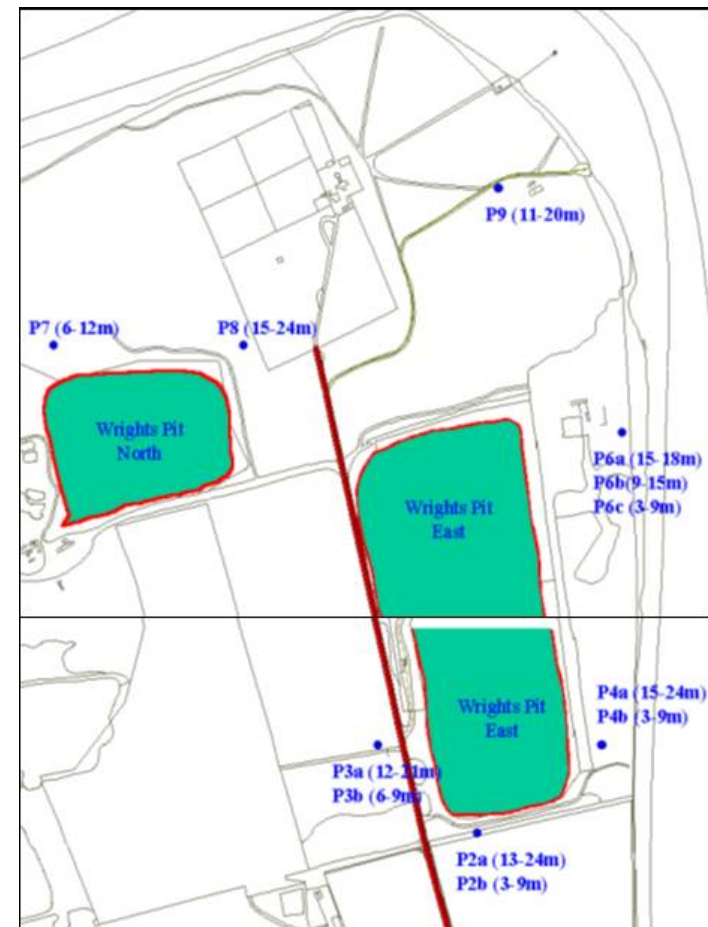 P9 (11-20m)
P7 (6-12m)
P8 (15-24m)
Wrights Pit
North
P6a (15-18m)
P6b(9-15m)
P6c (3-9m)
Wrights Pit
East
P4a (15-24m)
P4b (3-9m)
Wrights Pit
East
P3a (12-21m)
P3b (6-9m)
P2a (13-24m)
P2b (3-9m)